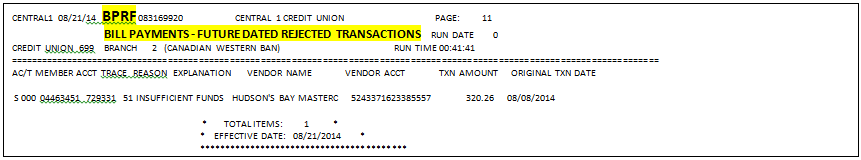 CENTRAL1 08/21/14 BPRF 083169920 CENTRAL 1 CREDIT UNION PAGE: 11
BILL PAYMENTS - FUTURE DATED REJECTED TRANSACTIONS RUN DATE 0
CREDIT UNION 699 BRANCH 2 (CANADIAN WESTERN BAN) RUN TIME 00:41:41
====================================================================================================
AC/T MEMBER ACCT TRACE REASON EXPLANATION VENDOR NAME VENDOR ACCT TXN AMOUNT ORIGINAL TXN DATE
S 000 04463451 729331 51 INSUFFICIENT FUNDS HUDSON'S BAY MASTERC 5243371623385557 320.26 08/08/2014
* TOTAL ITEMS: 1 *
* EFFECTIVE DATE: 08/21/2014 *
****************************************